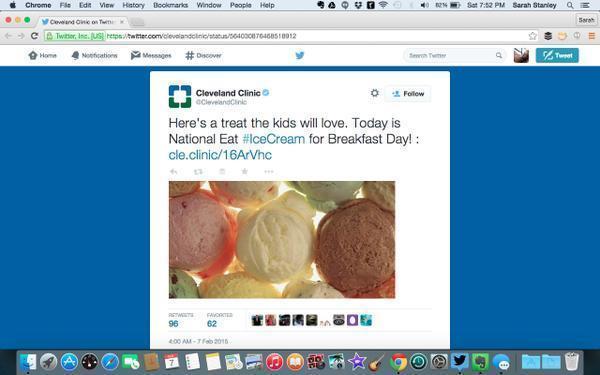 Chrome File Edit View History Bookmarks Window People Help
82% Sat 7:52 PM Sarah Stanley
Cleveland Clinic on Twitter
Sarah
Twitter, Inc. [US] https://twitter.com/clevelandclinic/status/564030876468518912
Home Notifications Messages Discover
Search Twitter
Tweet
Cleveland Clinic
@ClevelandClinic
Follow
Here's a treat the kids will love. Today is
National Eat #IceCream for Breakfast Day! :
cle.clinic/16ArVhc
RETWEETS FAVORITES
96 62
4:00 AM - 7 Feb 2015